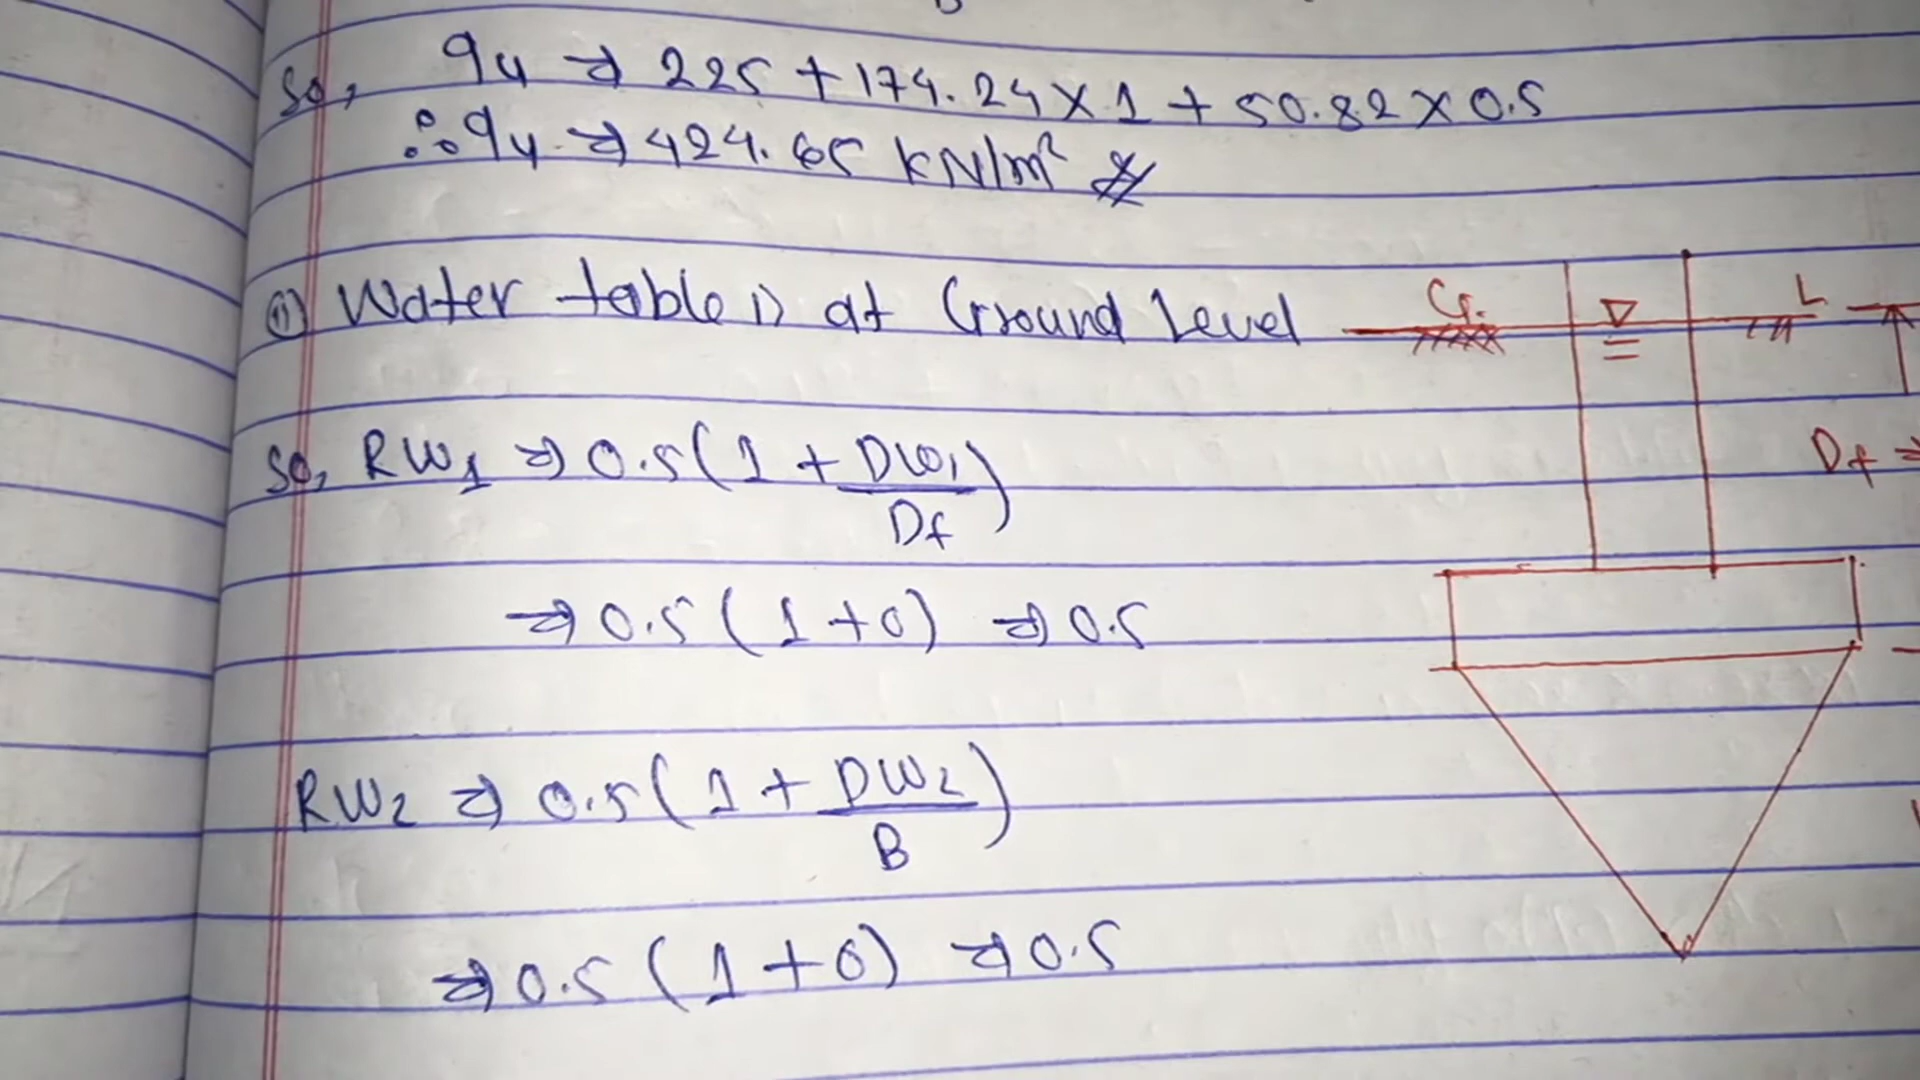 So, qu ⇒ 225 + 174.24 × 1 + 50.82 × 0.5
∴ qu ⇒ 424.65 kN/m²
(ii) Water table is at Ground Level
G. L
So, RW1 ⇒ 0.5 (1 + DW1/Df)
Df ⇒
⇒ 0.5 (1 + 0) ⇒ 0.5
RW2 ⇒ 0.5 (1 + DW2/B)
⇒ 0.5 (1 + 0) ⇒ 0.5